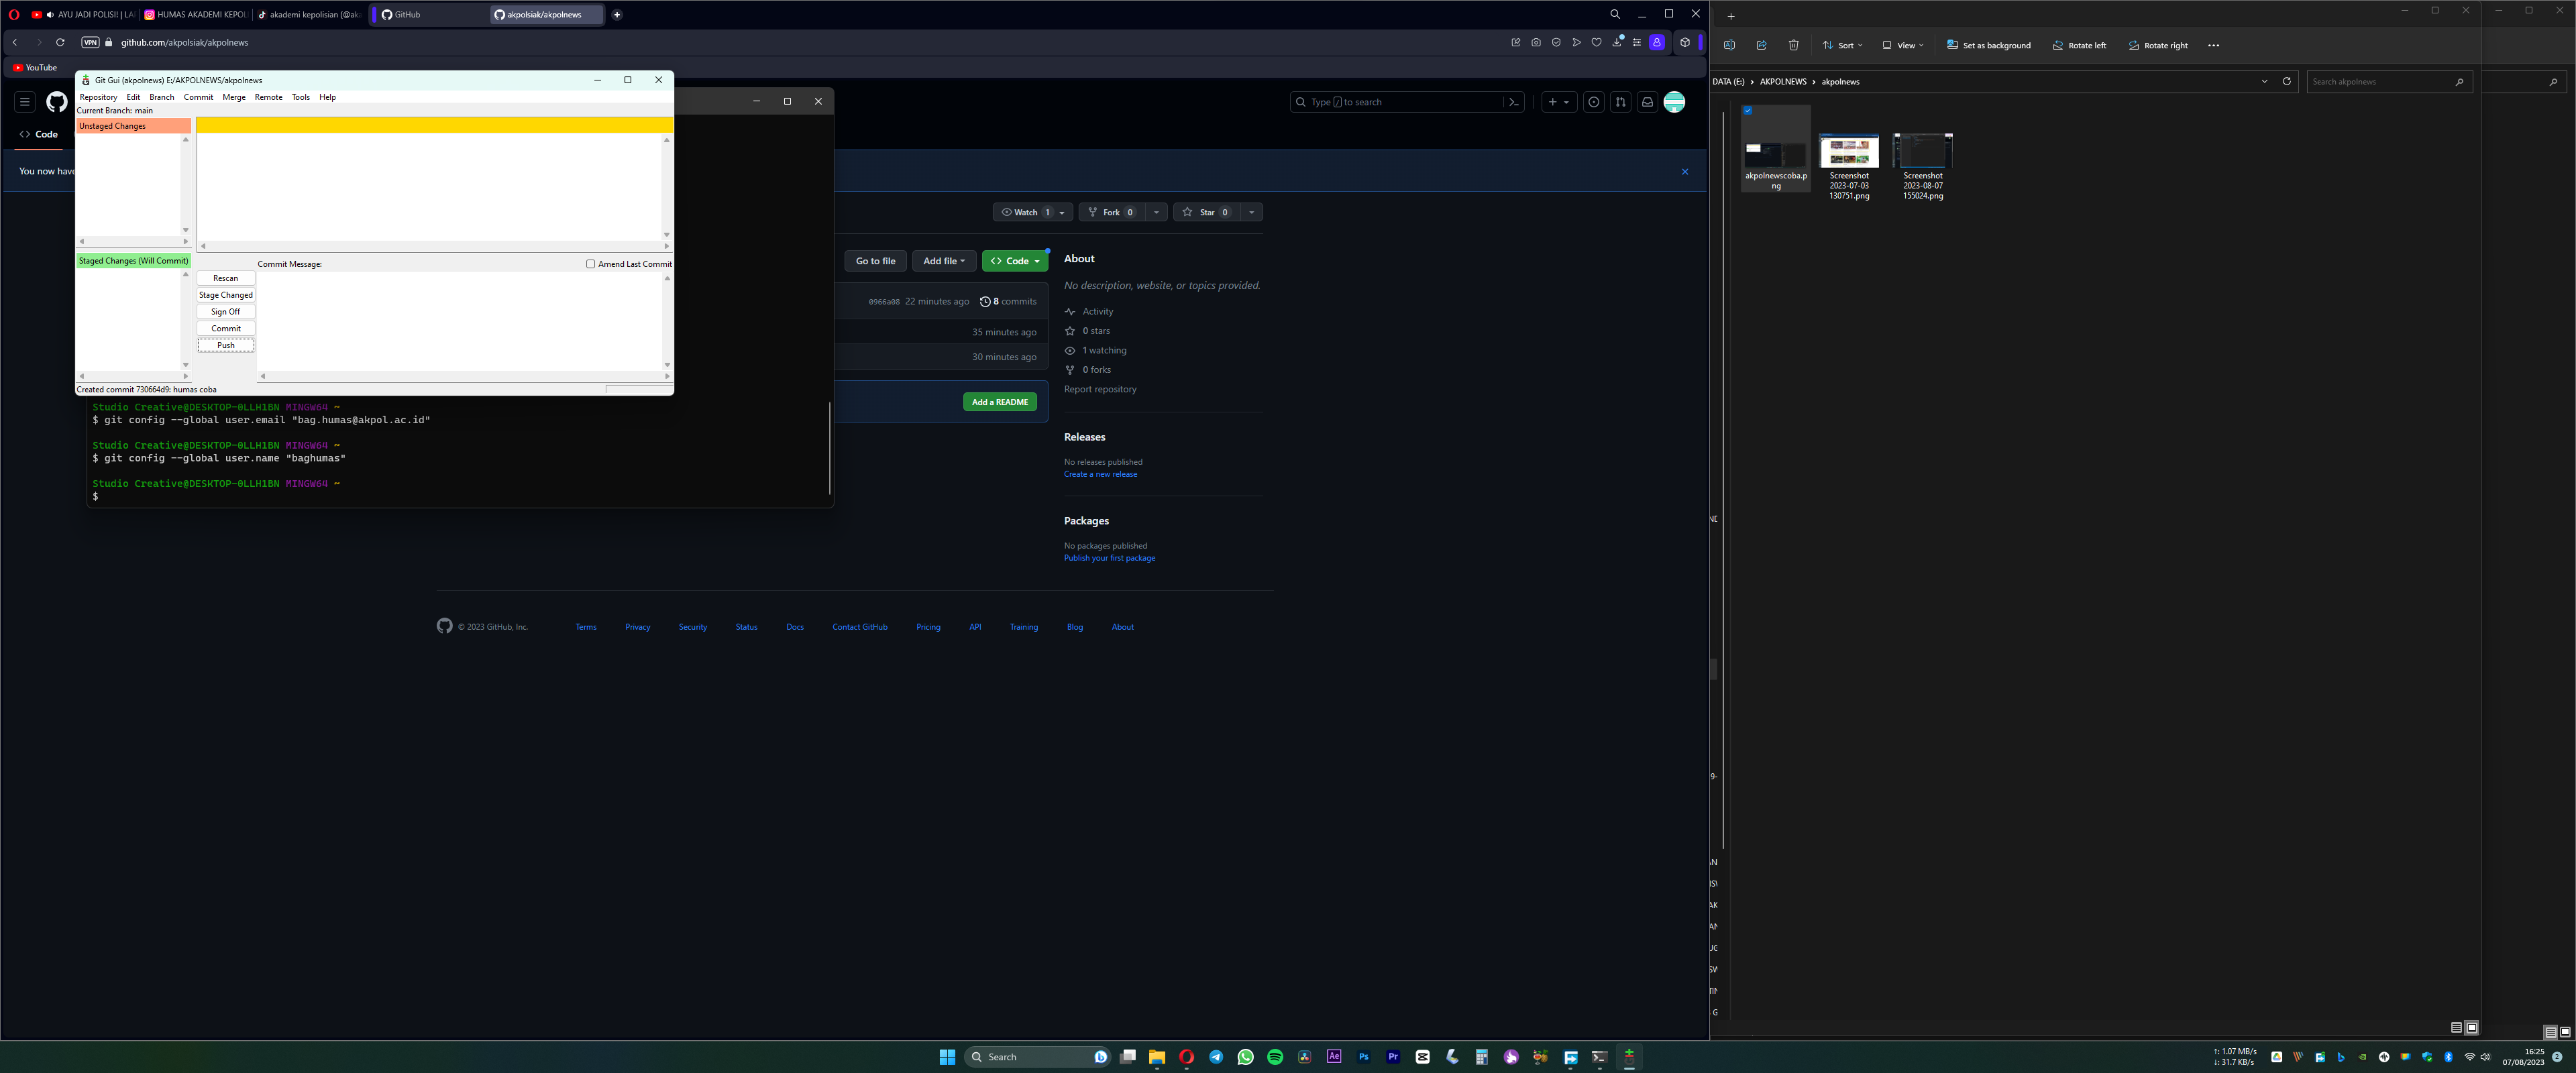 AYU JADI POLISI! | LA
HUMAS AKADEMI KEPOL
akademi kepolisian (@aka
GitHub
akpolsiak/akpolnews
VPN
github.com/akpolsiak/akpolnews
YouTube
Git Gui (akpolnews) E:/AKPOLNEWS/akpolnews
Repository Edit Branch Commit Merge Remote Tools Help
Current Branch: main
Unstaged Changes
Staged Changes (Will Commit)
Commit Message:
Amend Last Commit
Rescan
Stage Changed
Sign Off
Commit
Push
Created commit 730664d9: humas coba
Code
You now have
Type / to search
Watch 1
Fork 0
Star 0
Go to file
Add file
Code
0966a08 22 minutes ago 8 commits
35 minutes ago
30 minutes ago
Add a README
About
No description, website, or topics provided.
Activity
0 stars
1 watching
0 forks
Report repository
Releases
No releases published
Create a new release
Packages
No packages published
Publish your first package
Studio Creative@DESKTOP-0LLH1BN MINGW64 ~
$ git config --global user.email "bag.humas@akpol.ac.id"
Studio Creative@DESKTOP-0LLH1BN MINGW64 ~
$ git config --global user.name "baghumas"
Studio Creative@DESKTOP-0LLH1BN MINGW64 ~
$
© 2023 GitHub, Inc.
Terms
Privacy
Security
Status
Docs
Contact GitHub
Pricing
API
Training
Blog
About
Sort
View
Set as background
Rotate left
Rotate right
DATA (E:) › AKPOLNEWS › akpolnews
Search akpolnews
akpolnewscoba.p
ng
Screenshot
2023-07-03
130751.png
Screenshot
2023-08-07
155024.png
Search
Ae
Ps
Pr
↑: 1.07 MB/s
↓: 31.7 KB/s
16:25
07/08/2023
2